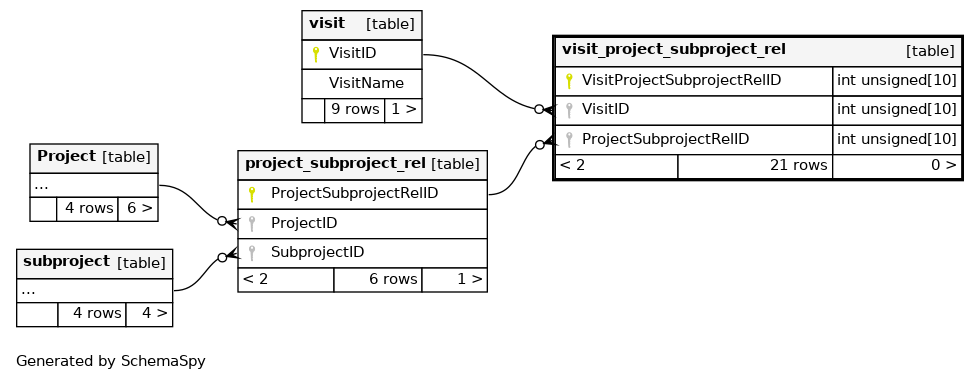 visit [table]
VisitID
VisitName
9 rows 1 >
visit_project_subproject_rel [table]
VisitProjectSubprojectRelID int unsigned[10]
VisitID int unsigned[10]
ProjectSubprojectRelID int unsigned[10]
< 2 21 rows 0 >
Project [table]
...
4 rows 6 >
project_subproject_rel [table]
ProjectSubprojectRelID
ProjectID
SubprojectID
< 2 6 rows 1 >
subproject [table]
...
4 rows 4 >
Generated by SchemaSpy